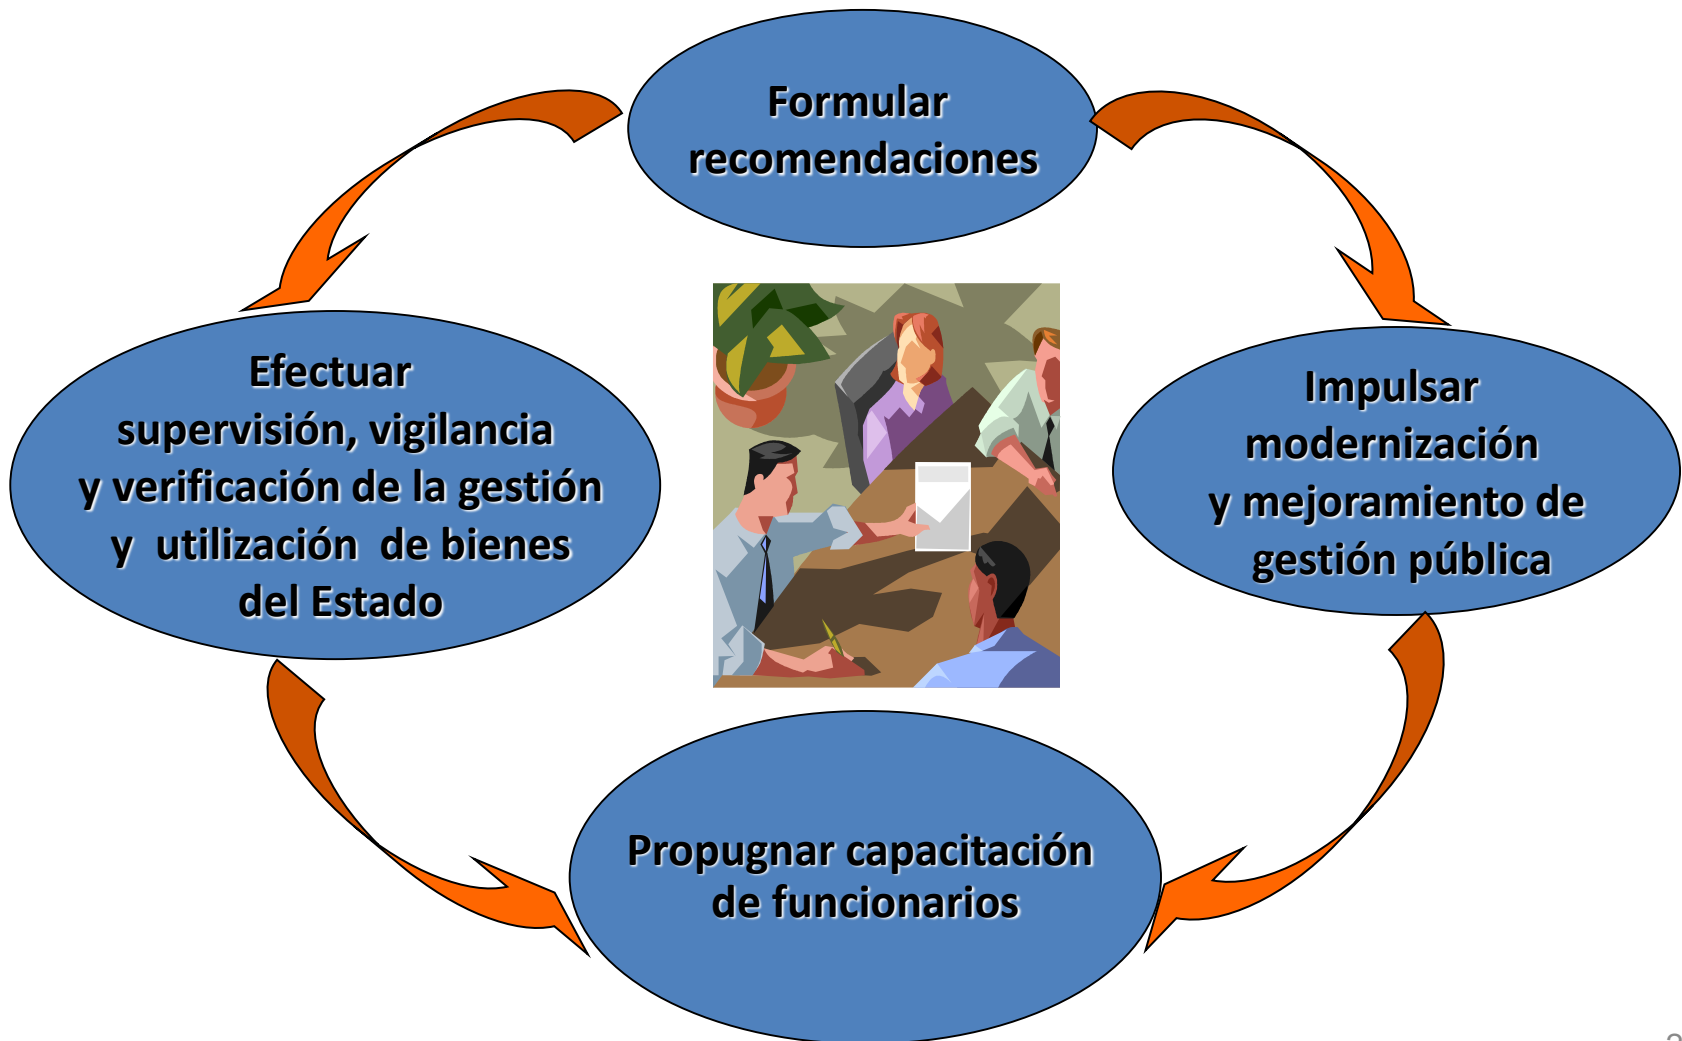 Formular
recomendaciones
Efectuar
supervisión, vigilancia
y verificación de la gestión
y utilización de bienes
del Estado
Impulsar
modernización
y mejoramiento de
gestión pública
Propugnar capacitación
de funcionarios